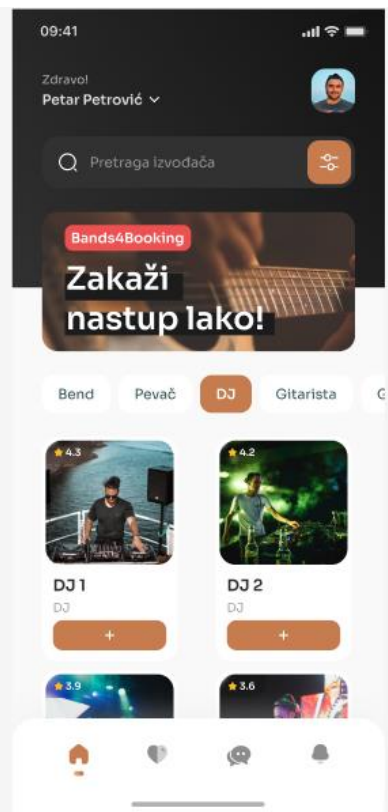 09:41
Zdravo!
Petar Petrović
Pretraga izvođača
Bands4Booking
Zakaži
nastup lako!
Bend Pevač DJ Gitarista
4.3 4.2
DJ 1 DJ 2
DJ DJ
+ +
3.9 3.6